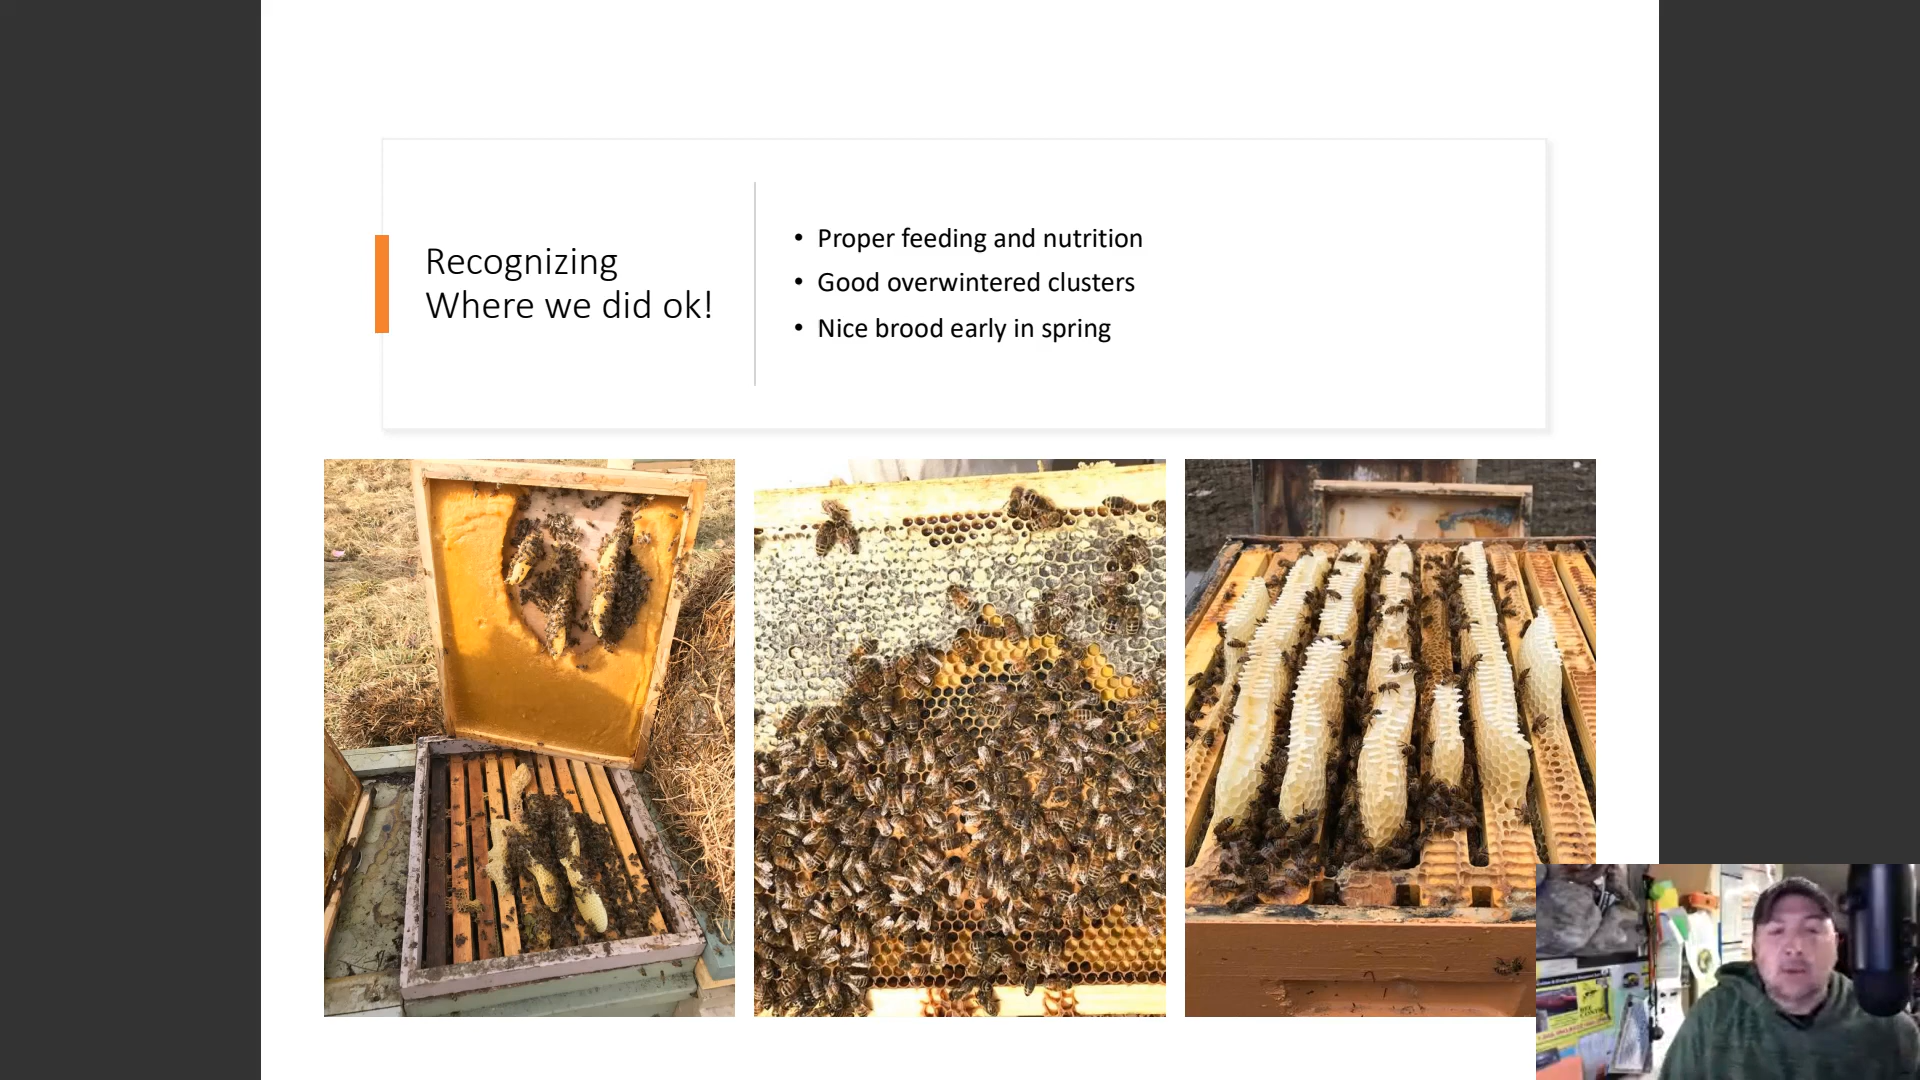 Recognizing
Where we did ok!
• Proper feeding and nutrition
• Good overwintered clusters
• Nice brood early in spring